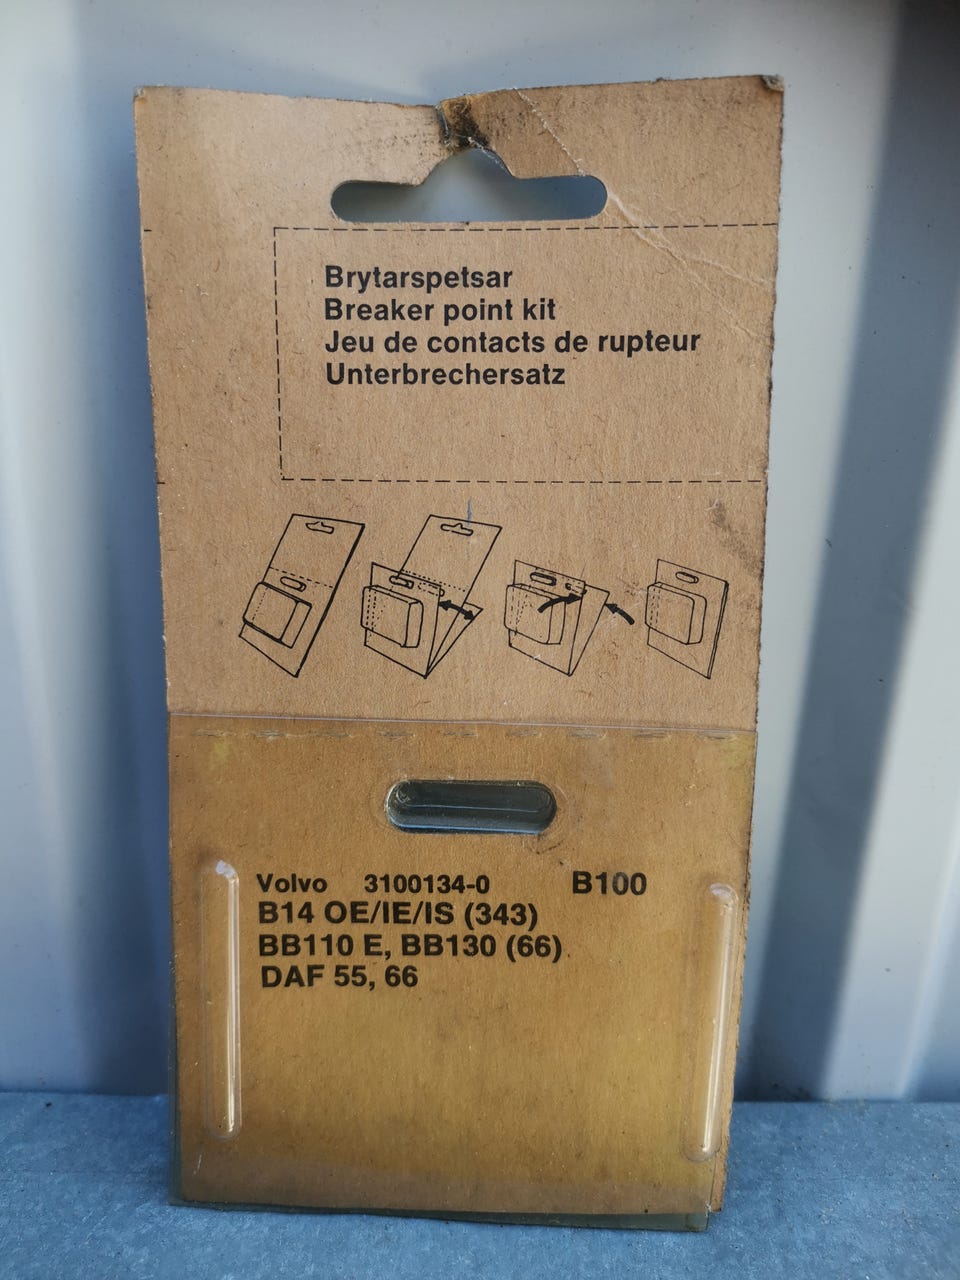 Brytarspetsar
Breaker point kit
Jeu de contacts de rupteur
Unterbrechersatz
Volvo 3100134-0 B100
B14 OE/IE/IS (343)
BB110 E, BB130 (66)
DAF 55, 66